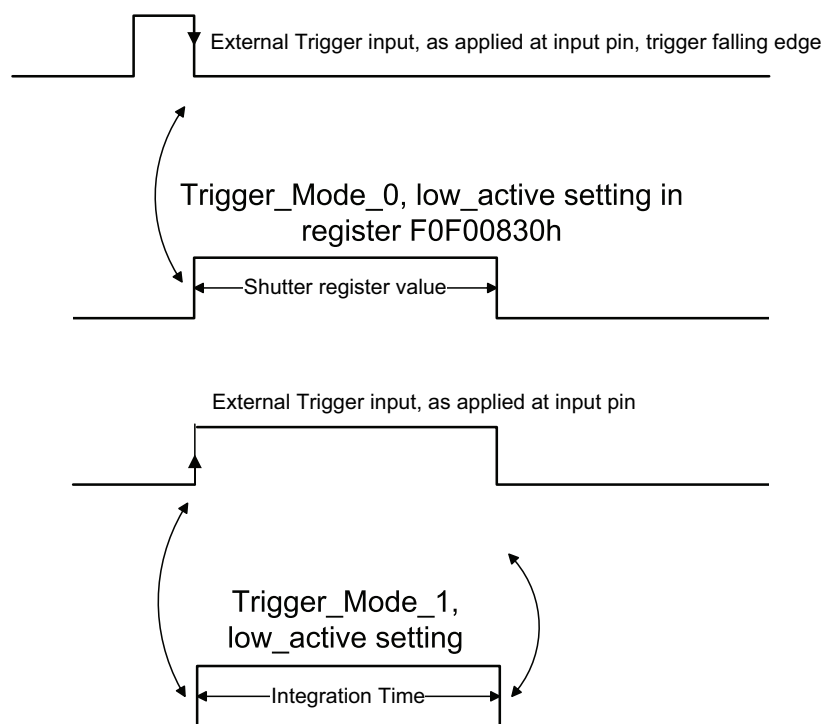 External Trigger input, as applied at input pin, trigger falling edge
Trigger_Mode_0, low_active setting in
register F0F00830h
Shutter register value
External Trigger input, as applied at input pin
Trigger_Mode_1,
low_active setting
Integration Time